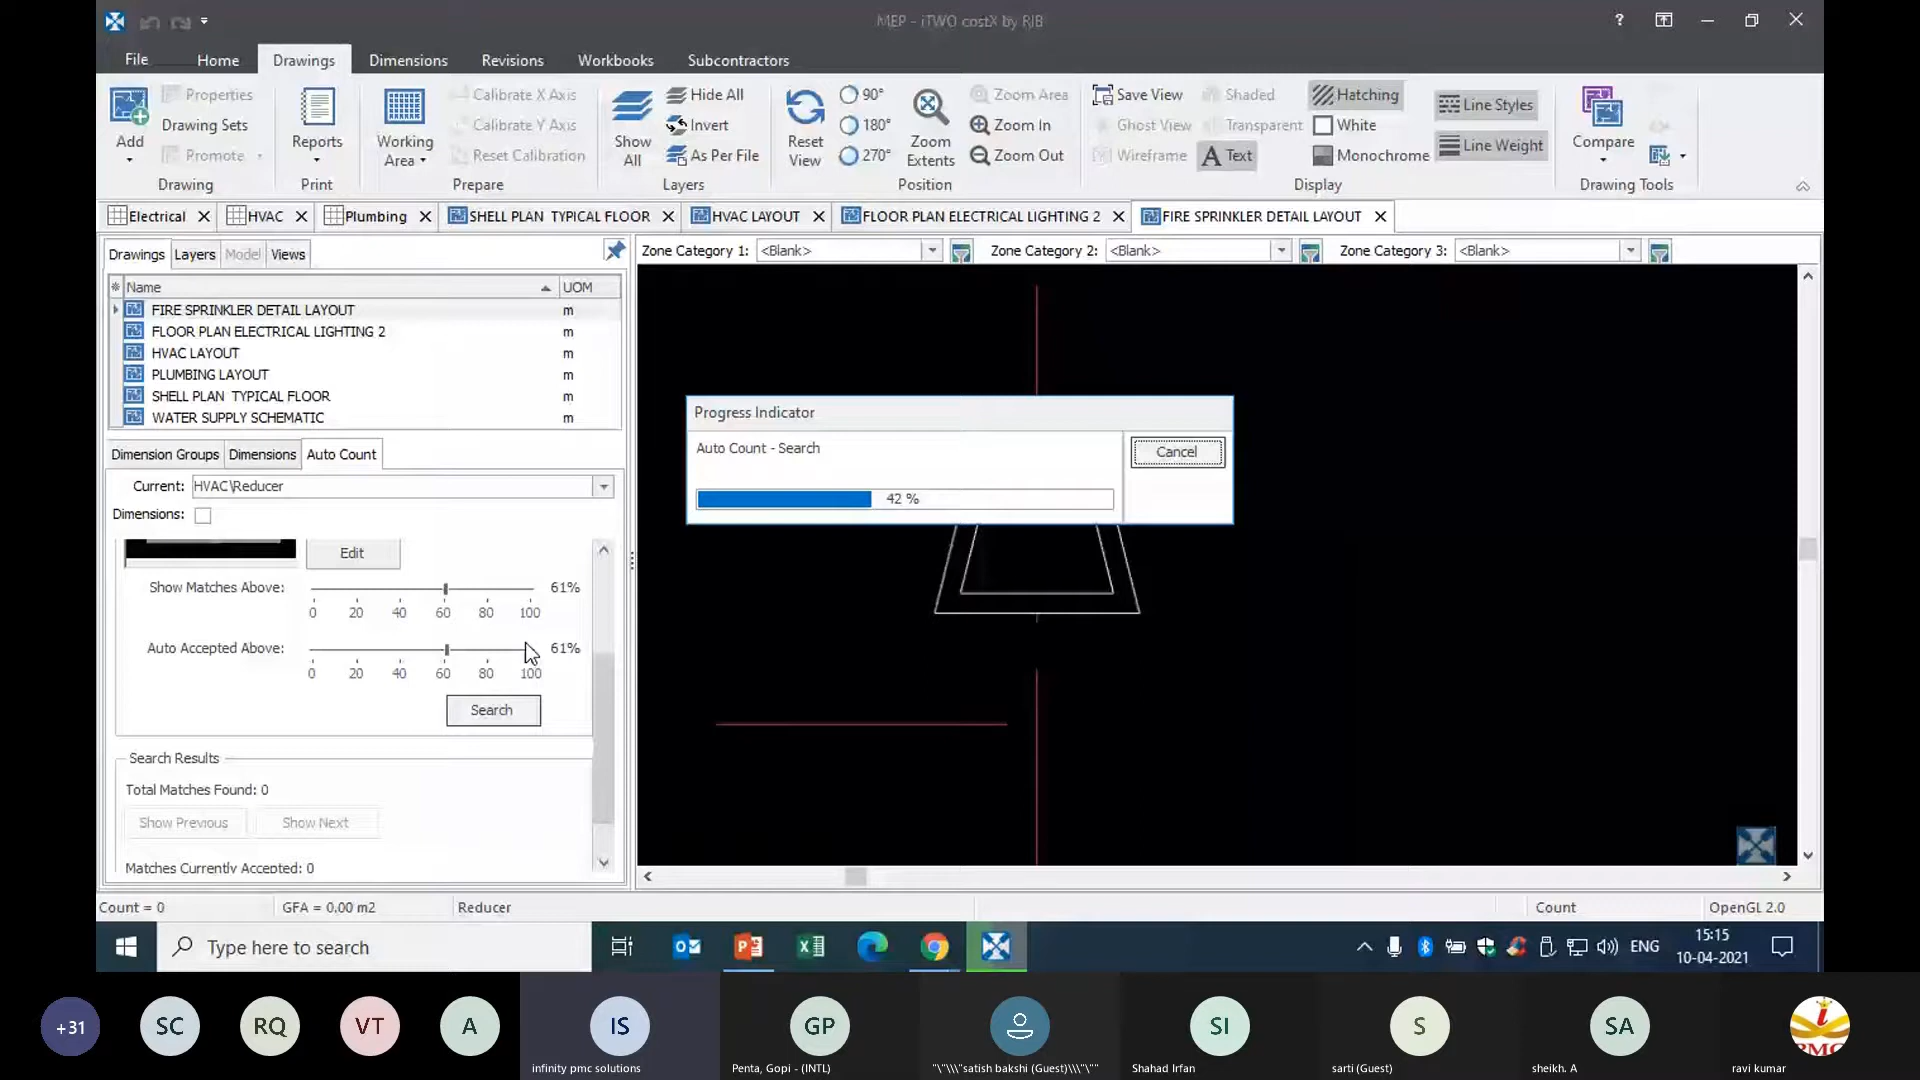 MEP - iTWO costX by RIB
File Home Drawings Dimensions Revisions Workbooks Subcontractors
Add Properties Drawing Sets Promote Drawing
Reports Print
Working Area Calibrate X Axis Calibrate Y Axis Reset Calibration Prepare
Show All Hide All Invert As Per File Layers
Reset View 90° 180° 270° Zoom Extents Zoom Area Zoom In Zoom Out Position
Save View Ghost View Wireframe Shaded Transparent Text Hatching White Monochrome Line Styles Line Weight Display
Compare Drawing Tools
Electrical HVAC Plumbing SHELL PLAN TYPICAL FLOOR HVAC LAYOUT FLOOR PLAN ELECTRICAL LIGHTING 2 FIRE SPRINKLER DETAIL LAYOUT
Drawings Layers Model Views
Zone Category 1: <Blank> Zone Category 2: <Blank> Zone Category 3: <Blank>
Name UOM
FIRE SPRINKLER DETAIL LAYOUT m
FLOOR PLAN ELECTRICAL LIGHTING 2 m
HVAC LAYOUT m
PLUMBING LAYOUT m
SHELL PLAN TYPICAL FLOOR m
WATER SUPPLY SCHEMATIC m
Dimension Groups Dimensions Auto Count
Current: HVAC\Reducer
Dimensions:
Edit
Show Matches Above: 61%
0 20 40 60 80 100
Auto Accepted Above: 61%
0 20 40 60 80 100
Search
Search Results
Total Matches Found: 0
Show Previous Show Next
Matches Currently Accepted: 0
Progress Indicator
Auto Count - Search
Cancel
42 %
Count = 0 GFA = 0,00 m2 Reducer Count OpenGL 2.0
Type here to search
ENG
15:15
10-04-2021
+31 SC RQ VT A IS GP SI S SA
infinity pmc solutions
Penta, Gopi - (INTL)
"\"\\\"satish bakshi (Guest)\\\"\""
Shahad Irfan
sarti (Guest)
sheikh. A
ravi kumar